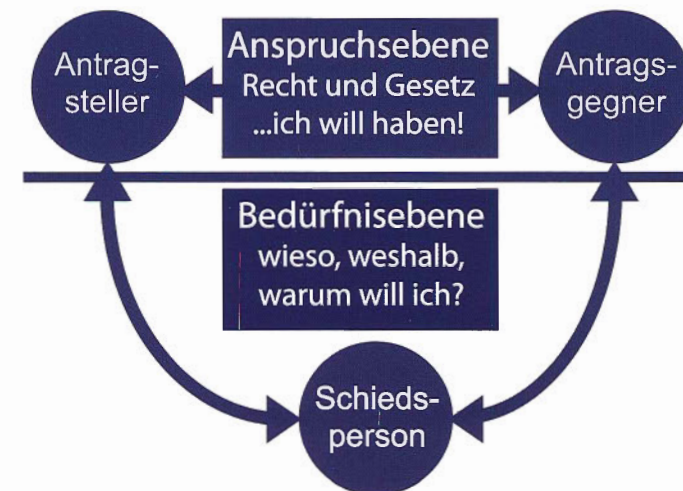 Antrag-
steller
Anspruchsebene
Recht und Gesetz
...ich will haben!
Antrags-
gegner
Bedürfnisebene
wieso, weshalb,
warum will ich?
Schieds-
person